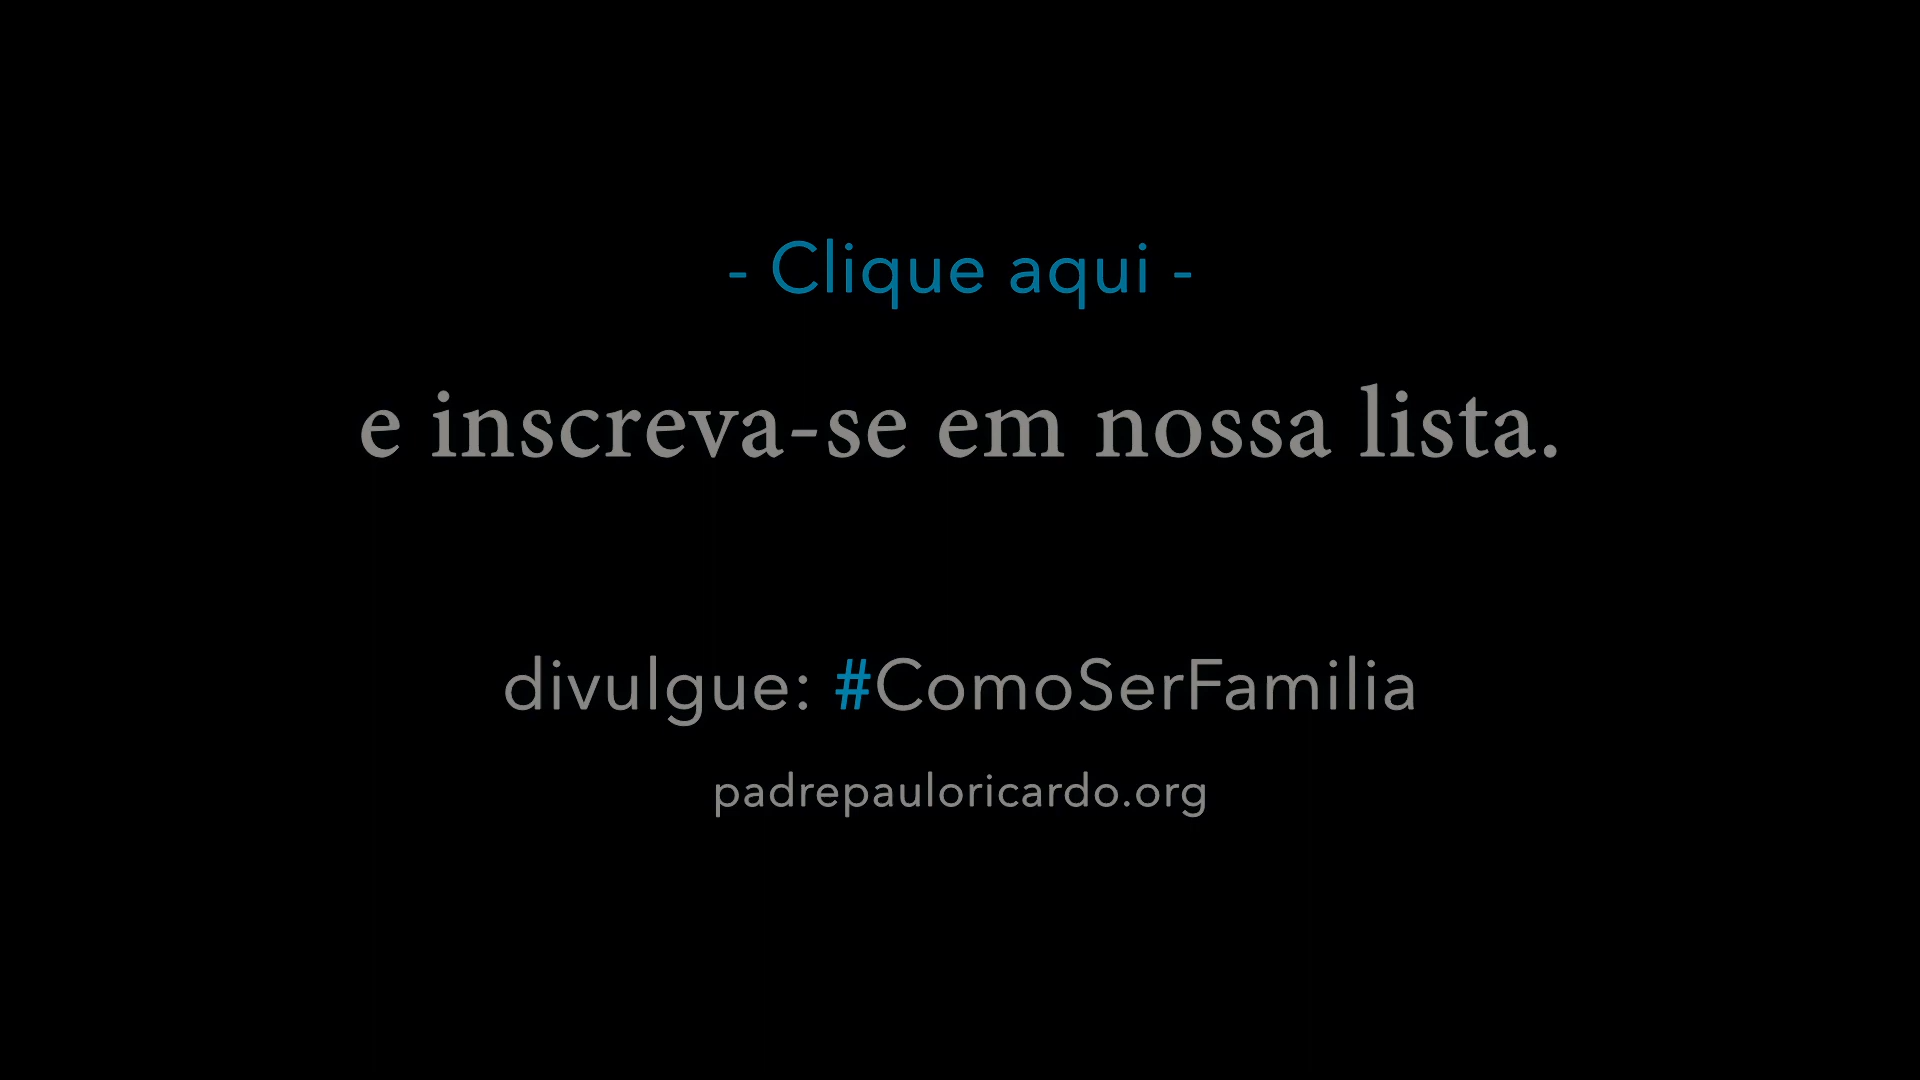 - Clique aqui -
e inscreva-se em nossa lista.
divulgue: #ComoSerFamilia
padrepauloricardo.org